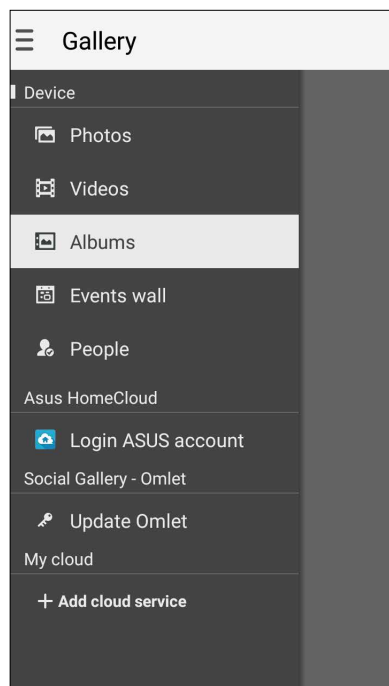 Gallery
Device
Photos
Videos
Albums
Events wall
People
Asus HomeCloud
Login ASUS account
Social Gallery - Omlet
Update Omlet
My cloud
+ Add cloud service